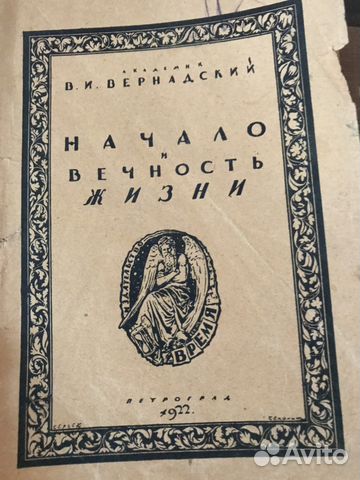 АКАДЕМИК
В.И.ВЕРНАДСКИЙ
НАЧАЛО
И
ВЕЧНОСТЬ
ЖИЗНИ
ВРЕМЯ
ПЕТРОГРАД
1922.
Avito